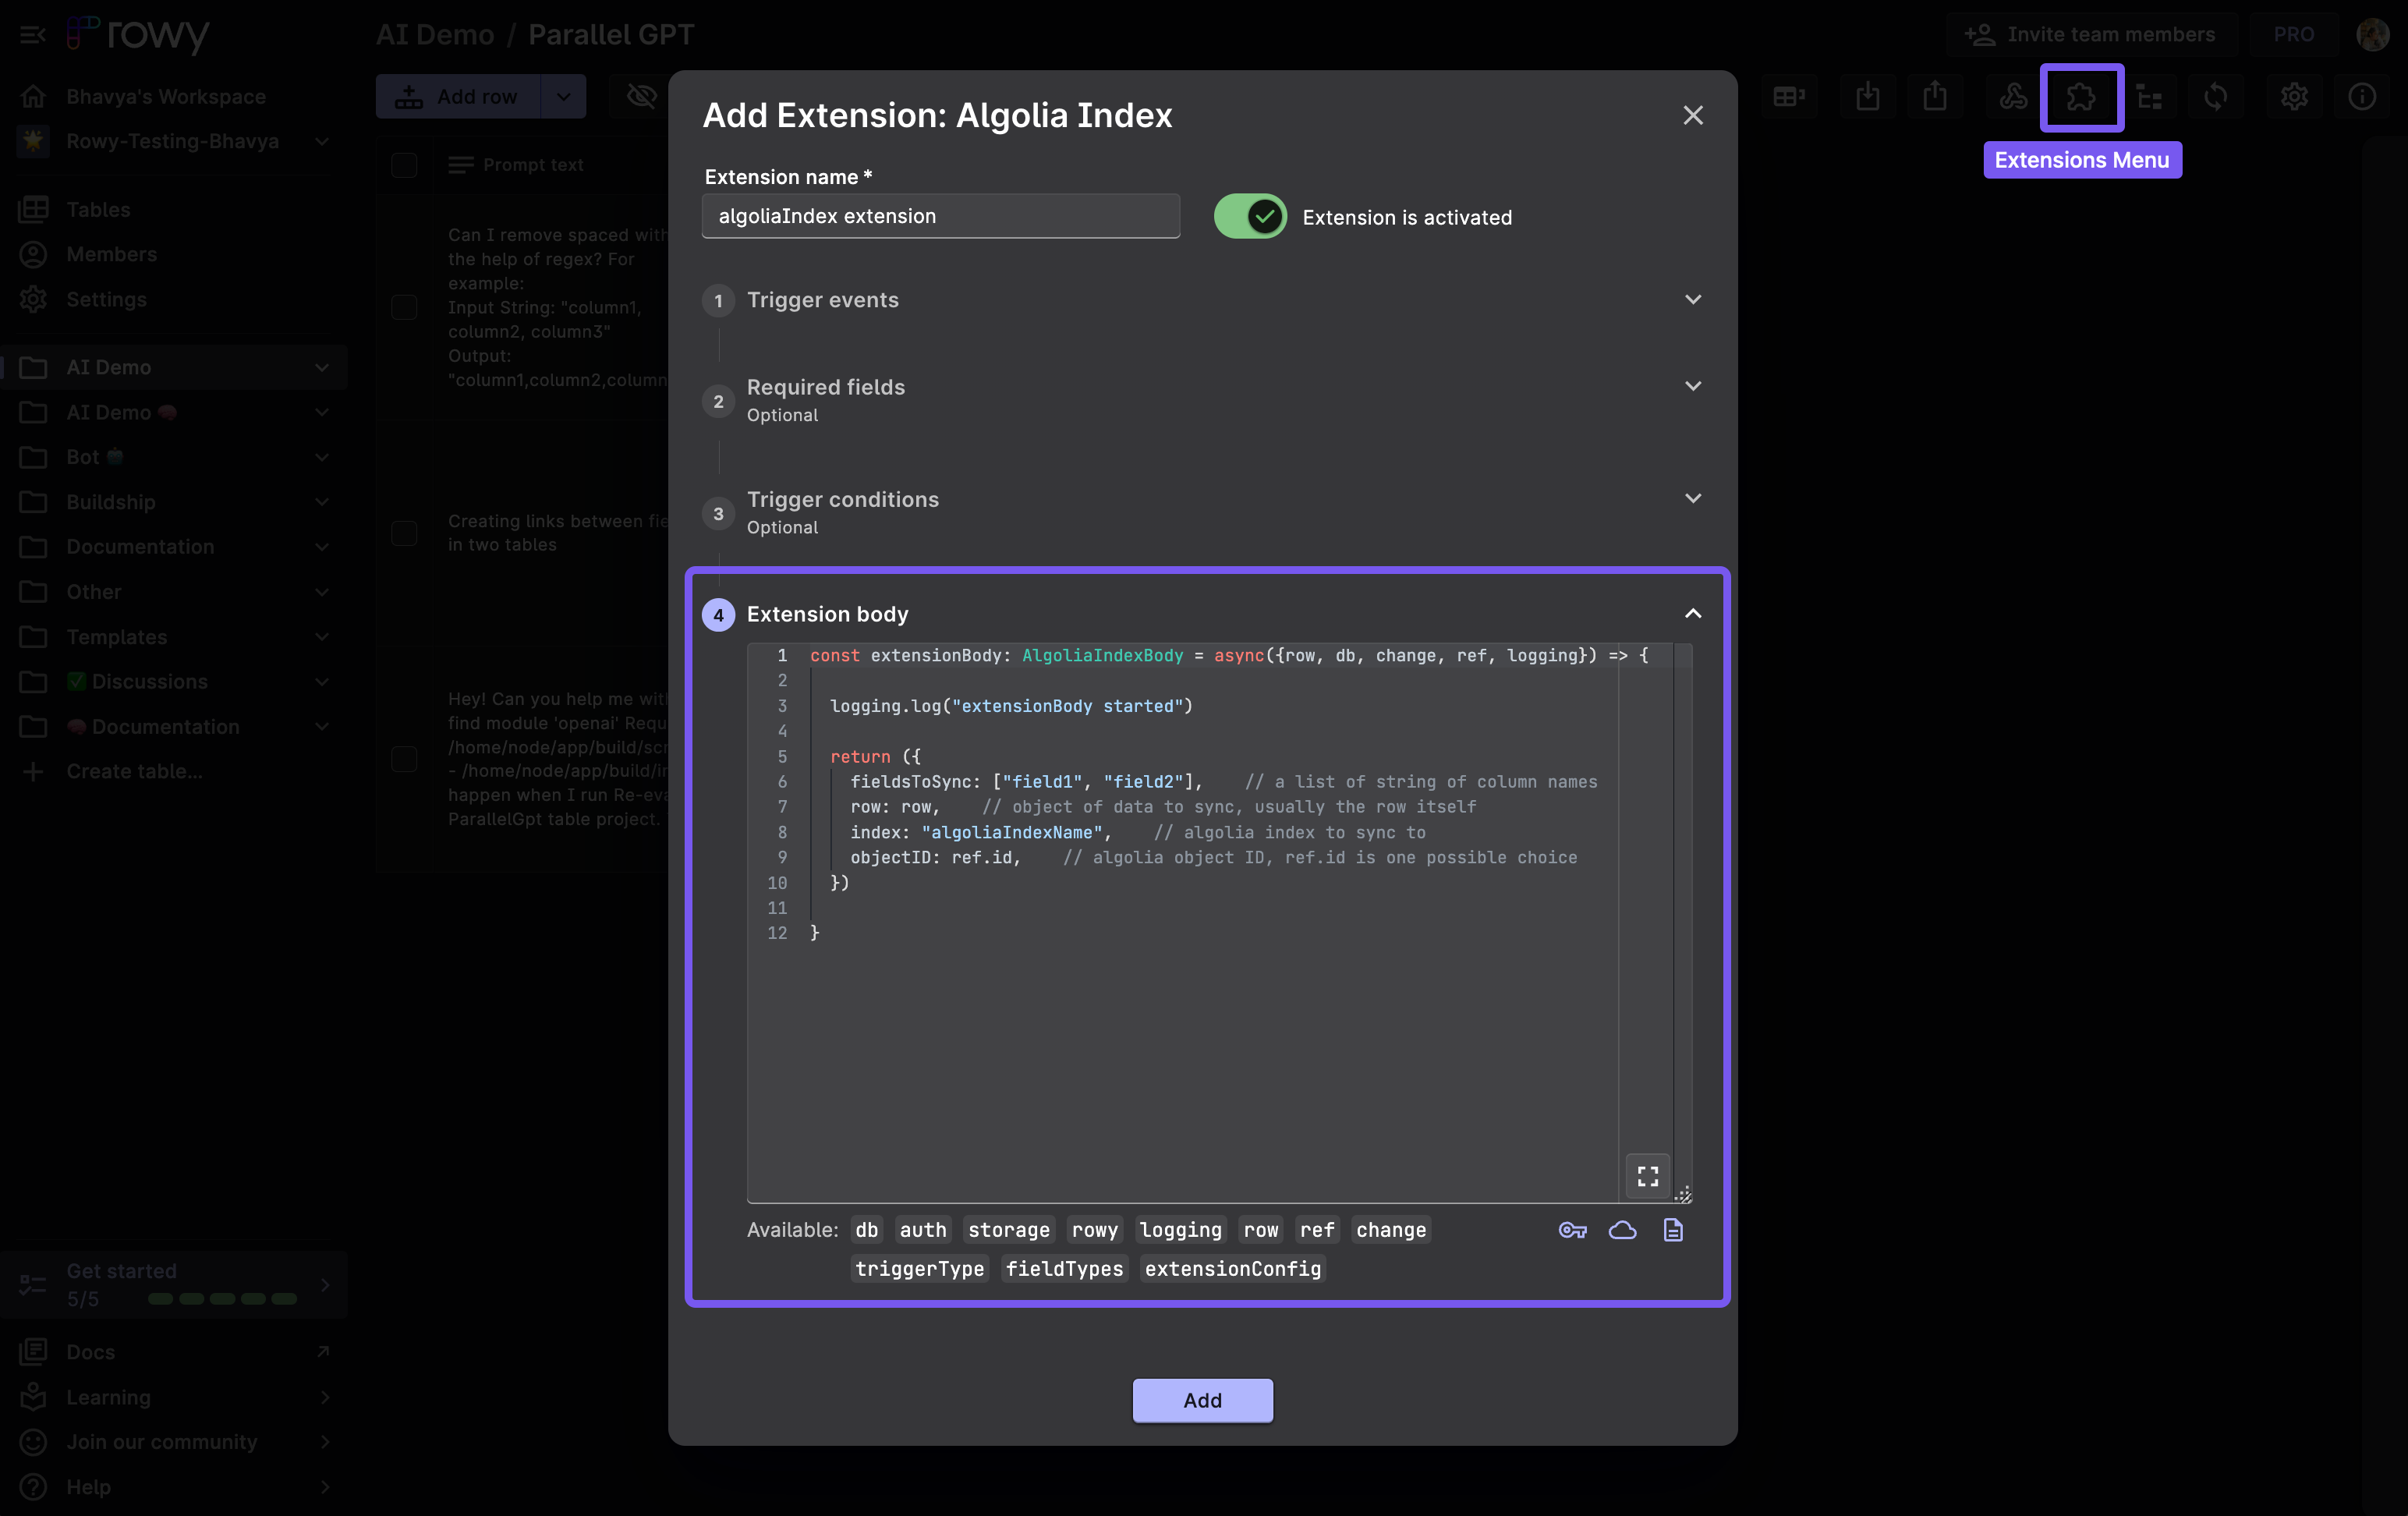 rowy
AI Demo / Parallel GPT
Invite team members
PRO
Bhavya's Workspace
Rowy-Testing-Bhavya
Tables
Members
Settings
AI Demo
AI Demo
Bot
Buildship
Documentation
Other
Templates
Discussions
Documentation
Create table...
Get started
5/5
Docs
Learning
Join our community
Help
Add row
Prompt text
Can I remove spaced with
the help of regex? For
example:
Input String: "column1,
column2, column3"
Output:
"column1,column2,column
Creating links between fie
in two tables
Hey! Can you help me wit
find module 'openai' Requ
/home/node/app/build/scr
- /home/node/app/build/i
happen when I run Re-eva
ParallelGpt table project.
Extensions Menu
Add Extension: Algolia Index
Extension name *
algoliaIndex extension
Extension is activated
1 Trigger events
2 Required fields
Optional
3 Trigger conditions
Optional
4 Extension body
1 const extensionBody: AlgoliaIndexBody = async({row, db, change, ref, logging}) => {
2
3 logging.log("extensionBody started")
4
5 return ({
6 fieldsToSync: ["field1", "field2"], // a list of string of column names
7 row: row, // object of data to sync, usually the row itself
8 index: "algoliaIndexName", // algolia index to sync to
9 objectID: ref.id, // algolia object ID, ref.id is one possible choice
10 })
11
12 }
Available: db auth storage rowy logging row ref change
triggerType fieldTypes extensionConfig
Add